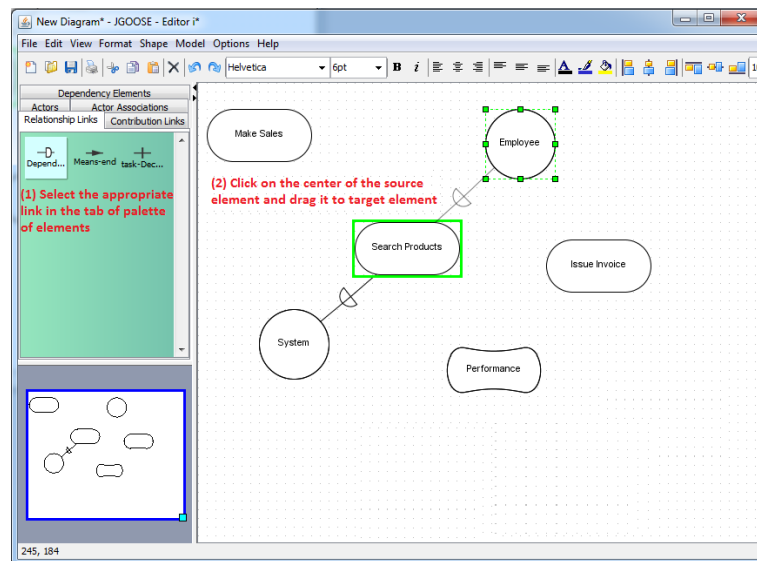 New Diagram* - JGOOSE - Editor i*
File Edit View Format Shape Model Options Help
Helvetica 6pt B i
Dependency Elements
Actors Actor Associations
Relationship Links Contribution Links
Depend... Means-end task-Dec...
(1) Select the appropriate
link in the tab of palette
of elements
Make Sales
Employee
(2) Click on the center of the source
element and drag it to target element
Search Products
Issue Invoice
System
Performance
245, 184